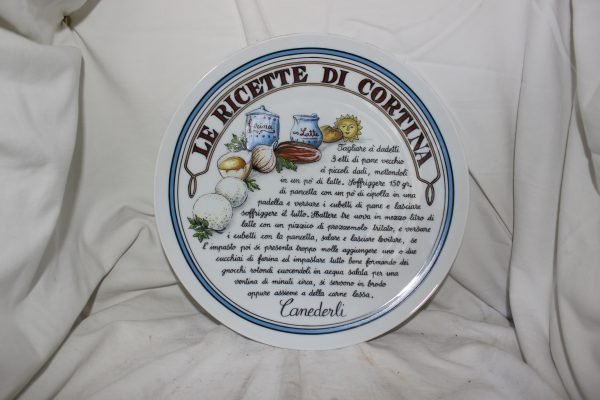 LE RICETTE DI CORTINA
Farina
Latte
Tagliare a dadetti
3 etti di pane vecchio
a piccoli dadi, mettendoli
in un po' di latte. Soffriggere 150 gr.
di pancetta con un po' di cipolla in una
padella e versare i cubetti di pane e lasciare
soffriggere il tutto. Sbattere tre uova in mezzo litro di
latte con un pizzico di prezzemolo tritato, e versare
i cubetti con la pancetta, salare e lasciare lievitare, se
l'impasto poi si presenta troppo molle aggiungere uno o due
cucchiai di farina ed impastare tutto bene formando dei
gnocchi rotondi cuocendoli in acqua salata per una
ventina di minuti circa, si servono in brodo
oppure assieme a della carne lessa.
Canederli